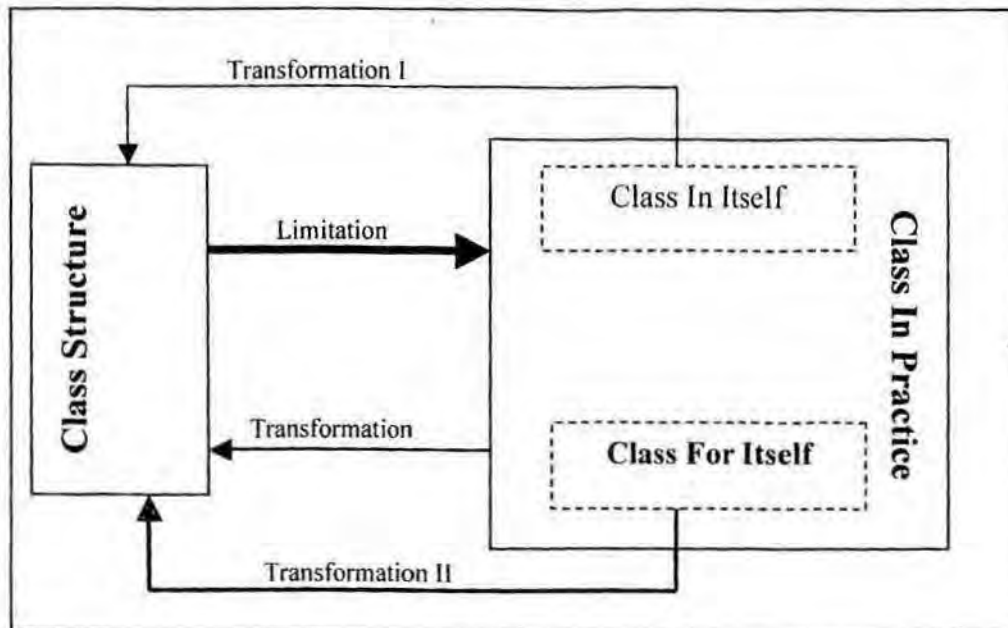 Transformation I
Class In Itself
Limitation
Class Structure
Class In Practice
Transformation
Class For Itself
Transformation II